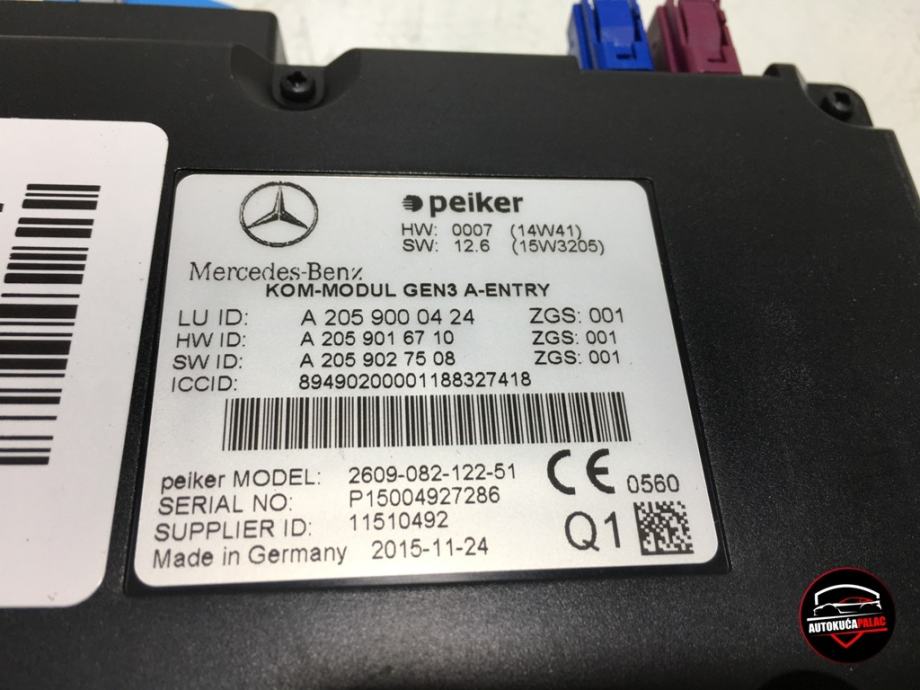 peiker
HW: 0007 (14W41)
SW: 12.6 (15W3205)
Mercedes-Benz
KOM-MODUL GEN3 A-ENTRY
LU ID: A 205 900 04 24 ZGS: 001
HW ID: A 205 901 67 10 ZGS: 001
SW ID: A 205 902 75 08 ZGS: 001
ICCID: 89490200001188327418
peiker MODEL: 2609-082-122-51
SERIAL NO: P15004927286
SUPPLIER ID: 11510492
Made in Germany 2015-11-24
CE 0560
Q1
AUTOKUĆA PALAĆ